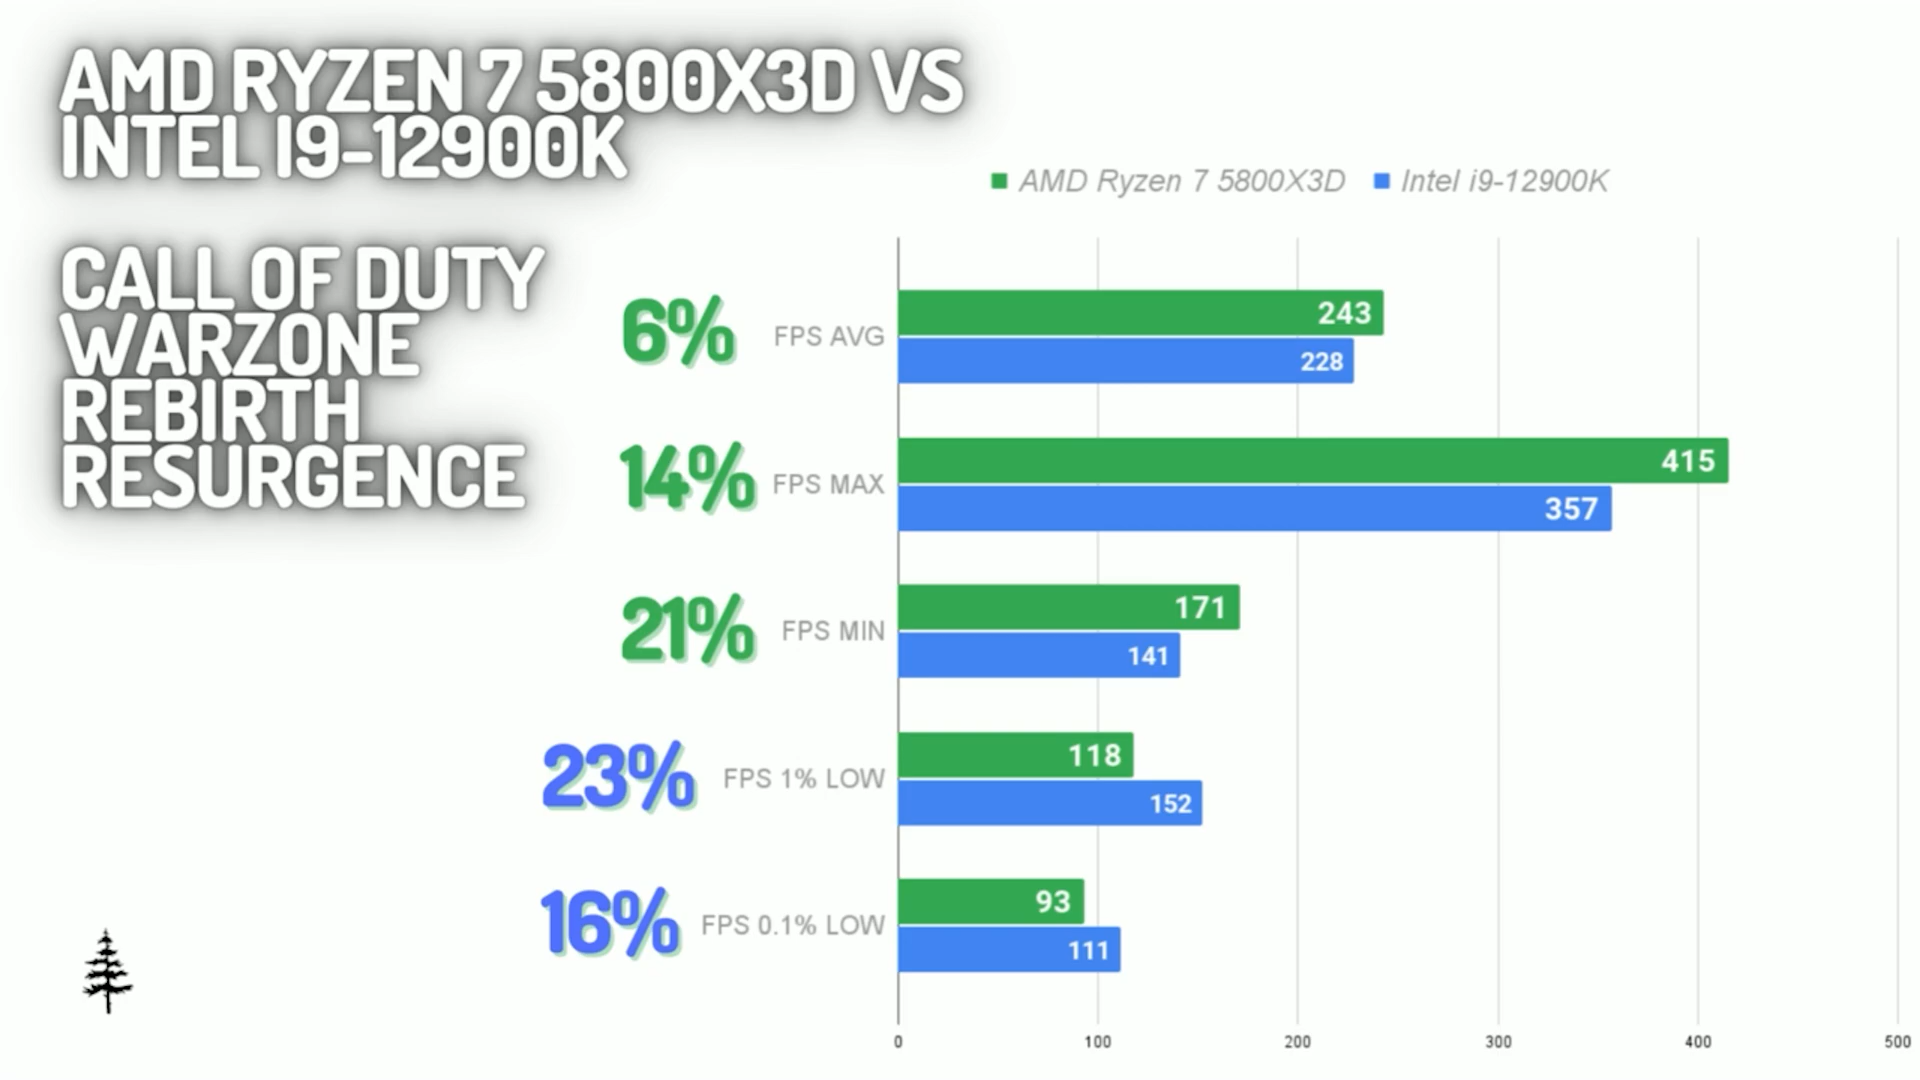 AMD RYZEN 7 5800X3D VS
INTEL I9-12900K
CALL OF DUTY
WARZONE
REBIRTH
RESURGENCE
AMD Ryzen 7 5800X3D Intel i9-12900K
6% FPS AVG 243
228
14% FPS MAX 415
357
21% FPS MIN 171
141
23% FPS 1% LOW 118
152
16% FPS 0.1% LOW 93
111
0 100 200 300 400 500